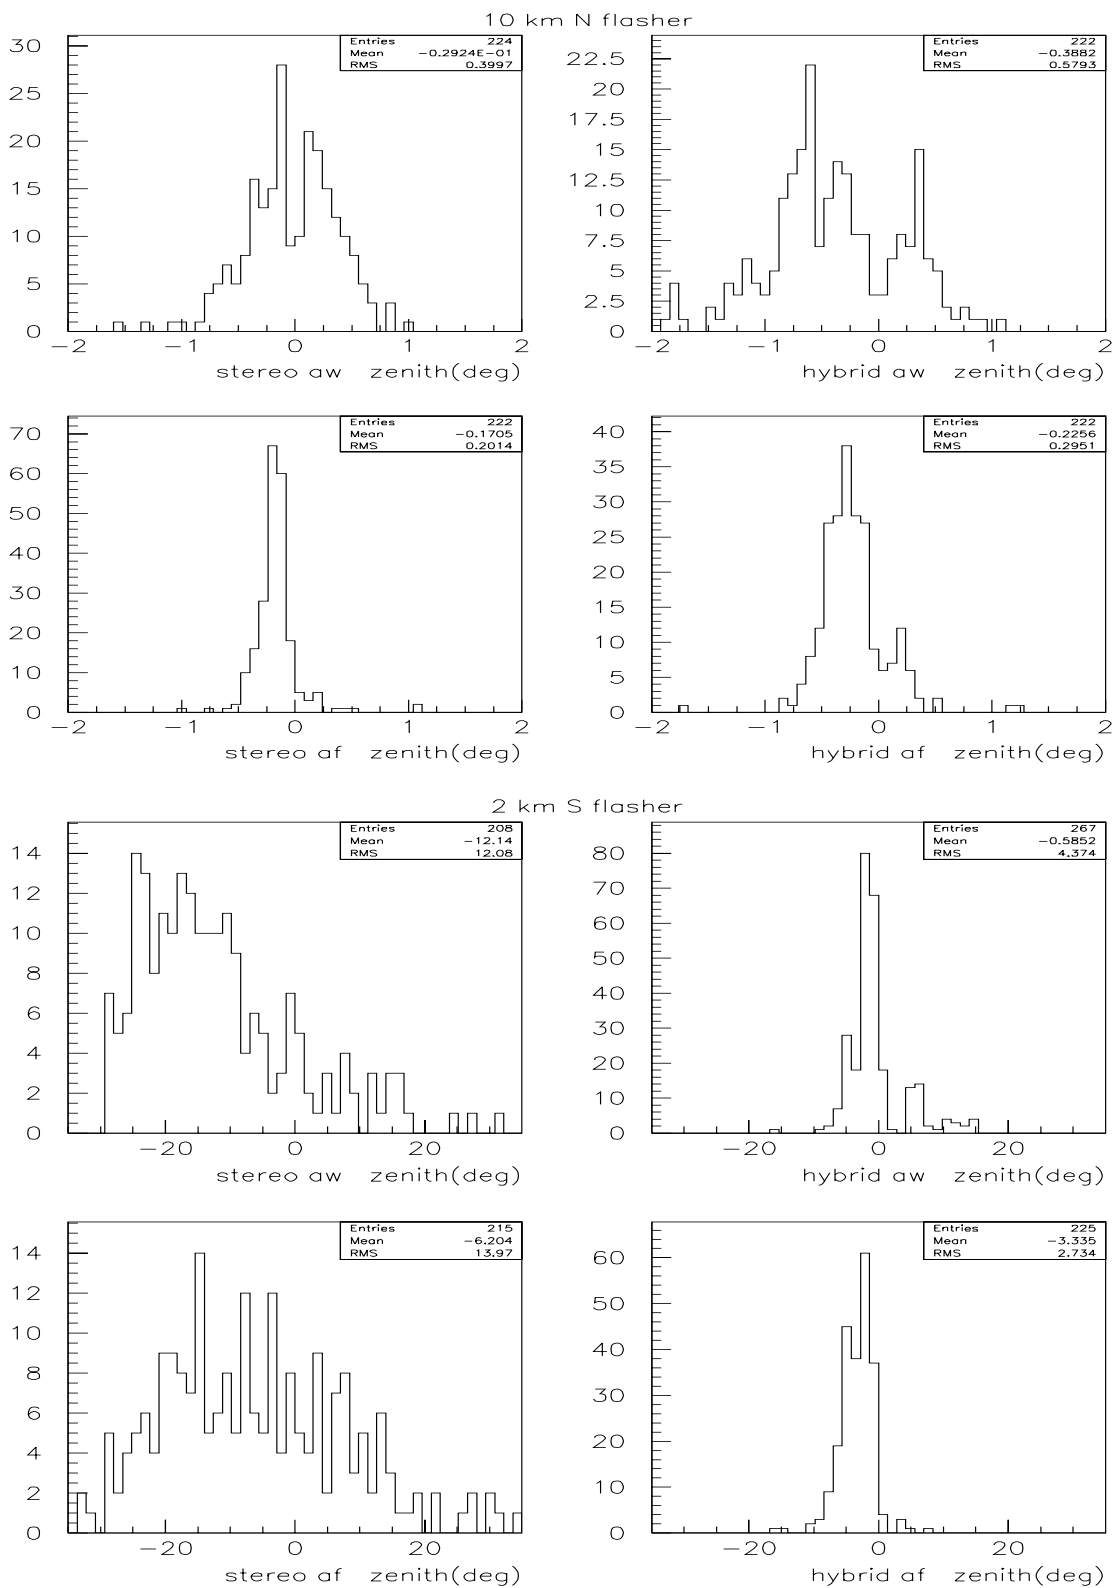 10 km N flasher
Entries 224
Mean -0.2924E-01
RMS 0.3997
30
25
20
15
10
5
0
-2 -1 0 1 2
stereo aw zenith(deg)
Entries 222
Mean -0.3882
RMS 0.5793
22.5
20
17.5
15
12.5
10
7.5
5
2.5
0
-2 -1 0 1 2
hybrid aw zenith(deg)
Entries 222
Mean -0.1705
RMS 0.2014
70
60
50
40
30
20
10
0
-2 -1 0 1 2
stereo af zenith(deg)
Entries 222
Mean -0.2256
RMS 0.2951
40
35
30
25
20
15
10
5
0
-2 -1 0 1 2
hybrid af zenith(deg)
2 km S flasher
Entries 208
Mean -12.14
RMS 12.08
14
12
10
8
6
4
2
0
-20 0 20
stereo aw zenith(deg)
Entries 267
Mean -0.5852
RMS 4.374
80
70
60
50
40
30
20
10
0
-20 0 20
hybrid aw zenith(deg)
Entries 215
Mean -6.204
RMS 13.97
14
12
10
8
6
4
2
0
-20 0 20
stereo af zenith(deg)
Entries 225
Mean -3.335
RMS 2.734
60
50
40
30
20
10
0
-20 0 20
hybrid af zenith(deg)